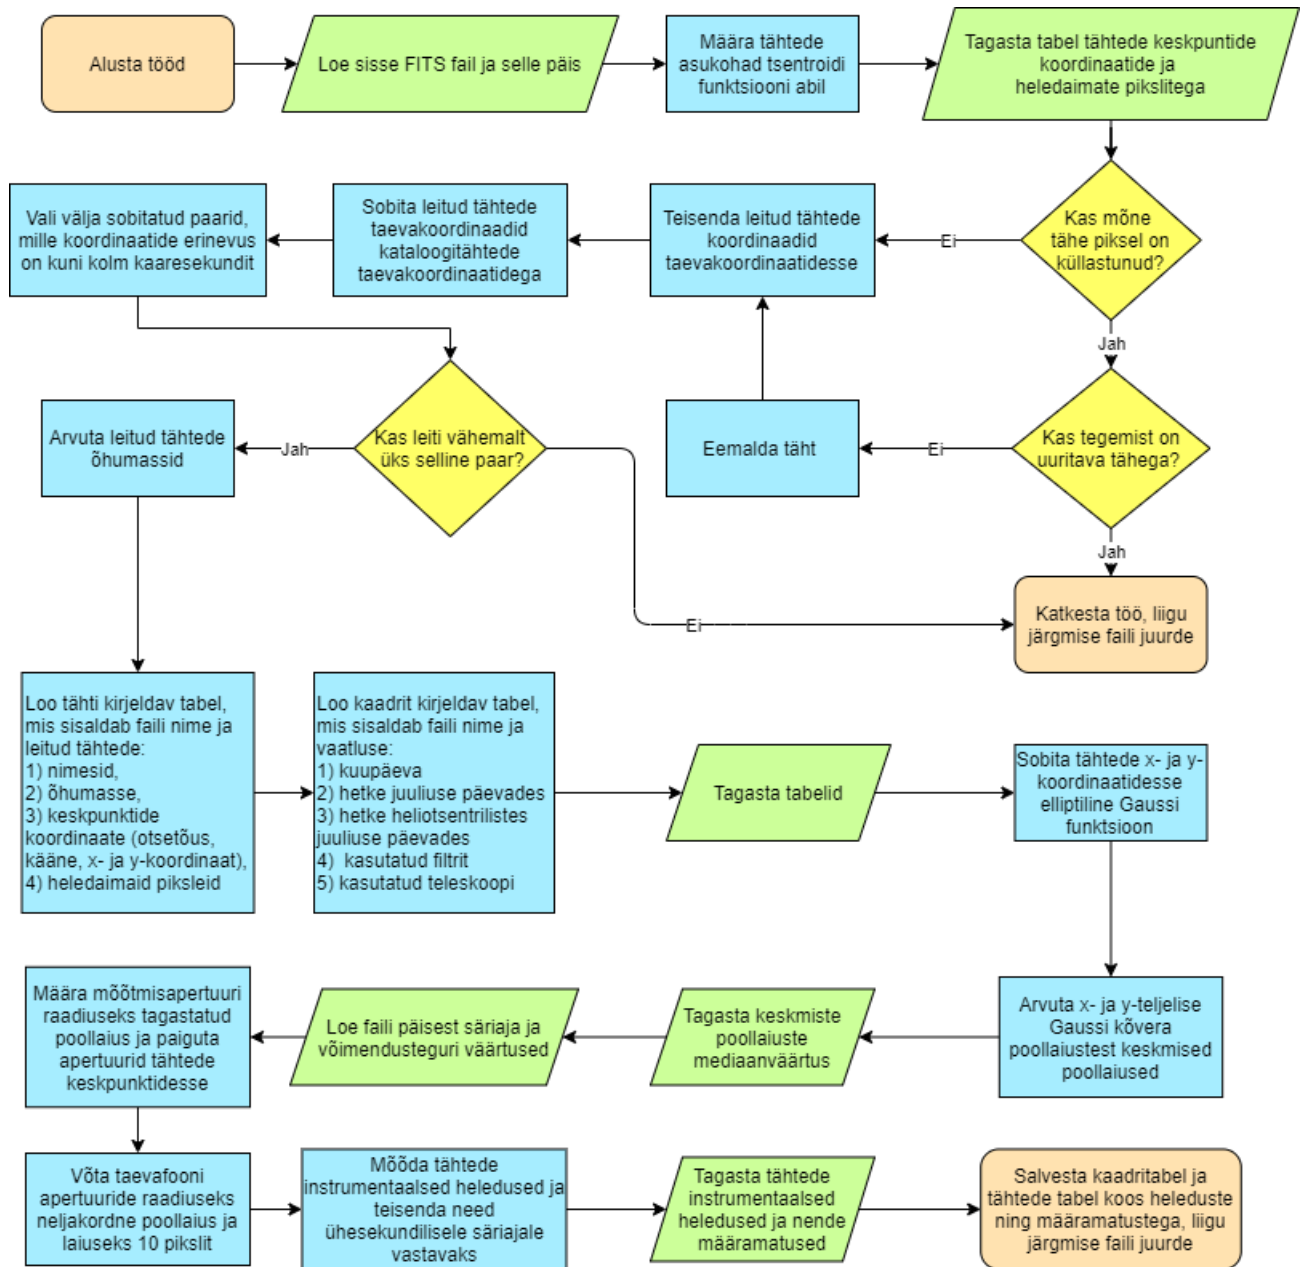 Alusta tööd
Loe sisse FITS fail ja selle päis
Määra tähtede
asukohad tsentroidi
funktsiooni abil
Tagasta tabel tähtede keskpuntide
koordinaatide ja
heledaimate pikslitega
Kas mõne
tähe piksel on
küllastunud?
Ei
Teisenda leitud tähtede
koordinaadid
taevakoordinaatidesse
Sobita leitud tähtede
taevakoordinaadid
kataloogitähtede
taevakoordinaatidega
Vali välja sobitatud paarid,
mille koordinaatide erinevus
on kuni kolm kaaresekundit
Jah
Kas tegemist on
uuritava tähega?
Ei
Eemalda täht
Jah
Katkesta töö, liigu
järgmise faili juurde
Kas leiti vähemalt
üks selline paar?
Ei
Jah
Arvuta leitud tähtede
õhumassid
Loo tähti kirjeldav tabel,
mis sisaldab faili nime ja
leitud tähtede:
1) nimesid,
2) õhumasse,
3) keskpunktide
koordinate (otsetõus,
kääne, x- ja y-koordinaat),
4) heledaimaid piksleid
Loo kaadrit kirjeldav tabel,
mis sisaldab faili nime ja
vaatluse:
1) kuupäeva
2) hetke juuliuse päevades
3) hetke heliotsentrilistes
juuliuse päevades
4) kasutatud filtrit
5) kasutatud teleskoopi
Tagasta tabelid
Sobita tähtede x- ja y-
koordinaatidesse
elliptiline Gaussi
funktsioon
Arvuta x- ja y-teljelise
Gaussi kõvera
poollaiustest keskmised
poollaiused
Tagasta keskmiste
poollaiuste
mediaanväärtus
Loe faili päisest säriaja ja
võimendusteguri väärtused
Määra mõõtmisapertuuri
raadiuseks tagastatud
poollaius ja paiguta
apertuurid tähtede
keskpunktidesse
Võta taevafooni
apertuuride raadiuseks
neljakordne poollaius ja
laiuseks 10 pikslit
Mõõda tähtede
instrumentaalsed heledused ja
teisenda need
ühesekundilisele säriajale
vastavaks
Tagasta tähtede
instrumentaalsed
heledused ja nende
määramatused
Salvesta kaadritabel ja
tähtede tabel koos heleduste
ning määramatustega, liigu
järgmise faili juurde